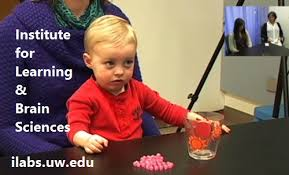 Institute
for
Learning
&
Brain
Sciences
ilabs.uw.edu